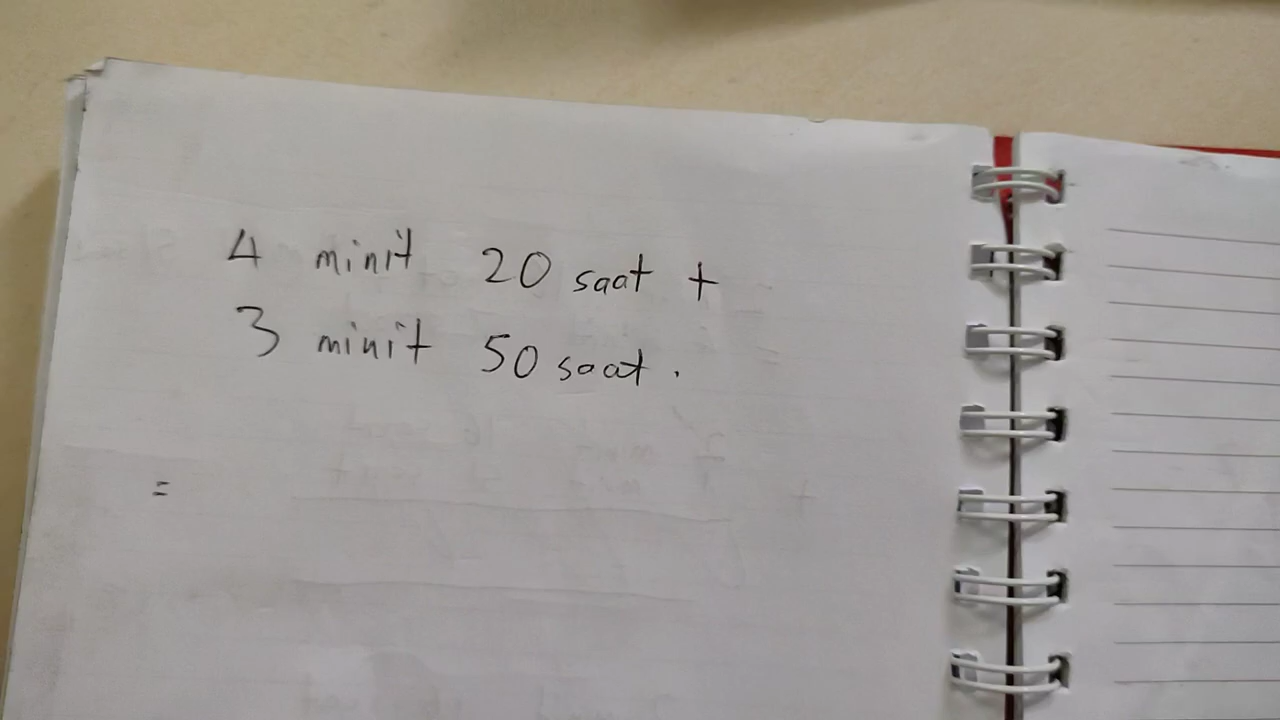 4 minit 20 saat +
3 minit 50 saat.
=